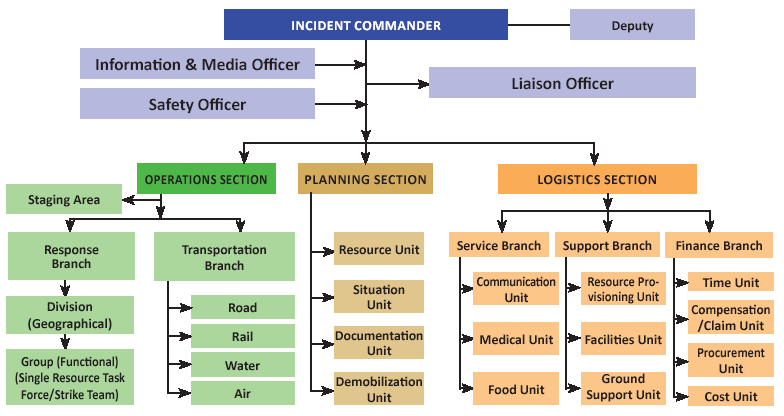 INCIDENT COMMANDER
Deputy
Information & Media Officer
Liaison Officer
Safety Officer
OPERATIONS SECTION
PLANNING SECTION
LOGISTICS SECTION
Staging Area
Response
Branch
Transportation
Branch
Division
(Geographical)
Group (Functional)
(Single Resource Task
Force/Strike Team)
Road
Rail
Water
Air
Resource Unit
Situation
Unit
Documentation
Unit
Demobilization
Unit
Service Branch
Support Branch
Finance Branch
Communication
Unit
Medical Unit
Food Unit
Resource Pro-
visioning Unit
Facilities Unit
Ground
Support Unit
Time Unit
Compensation
/Claim Unit
Procurement
Unit
Cost Unit